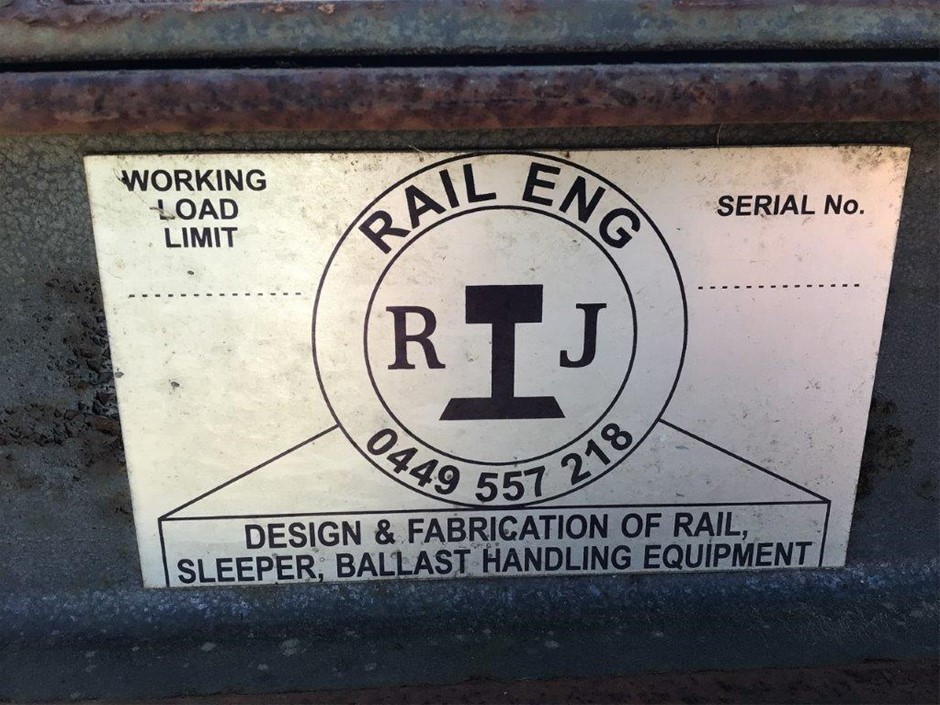 WORKING
LOAD
LIMIT
RAIL ENG
SERIAL No.
R J
0449 557 218
DESIGN & FABRICATION OF RAIL,
SLEEPER, BALLAST HANDLING EQUIPMENT